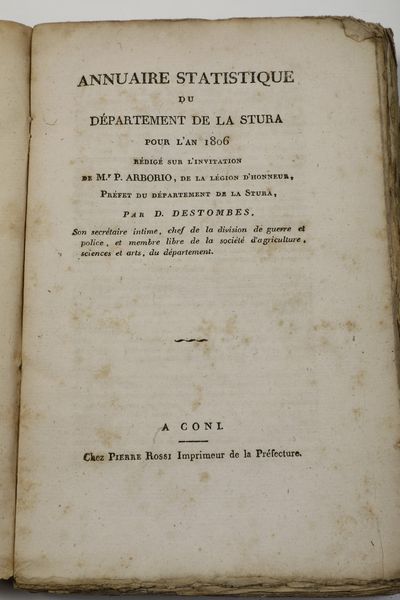 ANNUAIRE STATISTIQUE
DU
DÉPARTEMENT DE LA STURA
POUR L'AN 1806
RÉDIGÉ SUR L'INVITATION
DE M.r P. ARBORIO, DE LA LÉGION D'HONNEUR,
PRÉFET DU DÉPARTEMENT DE LA STURA,
PAR D. DESTOMBES,
Son secrétaire intime, chef de la division de guerre et
police, et membre libre de la société d'agriculture,
sciences et arts, du département.
A CONI.
Chez PIERRE ROSSI Imprimeur de la Préfecture.